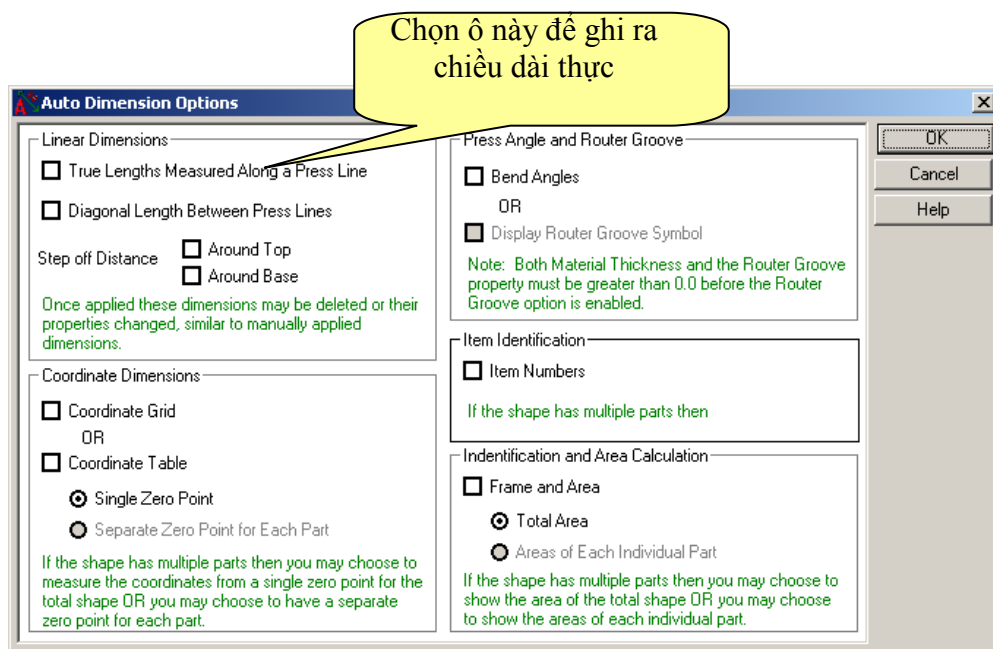 Chọn ô này để ghi ra
chiều dài thực
Auto Dimension Options
Linear Dimensions
True Lengths Measured Along a Press Line
Diagonal Length Between Press Lines
Step off Distance
Around Top
Around Base
Once applied these dimensions may be deleted or their
properties changed, similar to manually applied
dimensions.
Coordinate Dimensions
Coordinate Grid
OR
Coordinate Table
Single Zero Point
Separate Zero Point for Each Part
If the shape has multiple parts then you may choose to
measure the coordinates from a single zero point for the
total shape OR you may choose to have a separate
zero point for each part.
Press Angle and Router Groove
Bend Angles
OR
Display Router Groove Symbol
Note: Both Material Thickness and the Router Groove
property must be greater than 0.0 before the Router
Groove option is enabled.
Item Identification
Item Numbers
If the shape has multiple parts then
Indentification and Area Calculation
Frame and Area
Total Area
Areas of Each Individual Part
If the shape has multiple parts then you may choose to
show the area of the total shape OR you may choose
to show the areas of each individual part.
OK
Cancel
Help